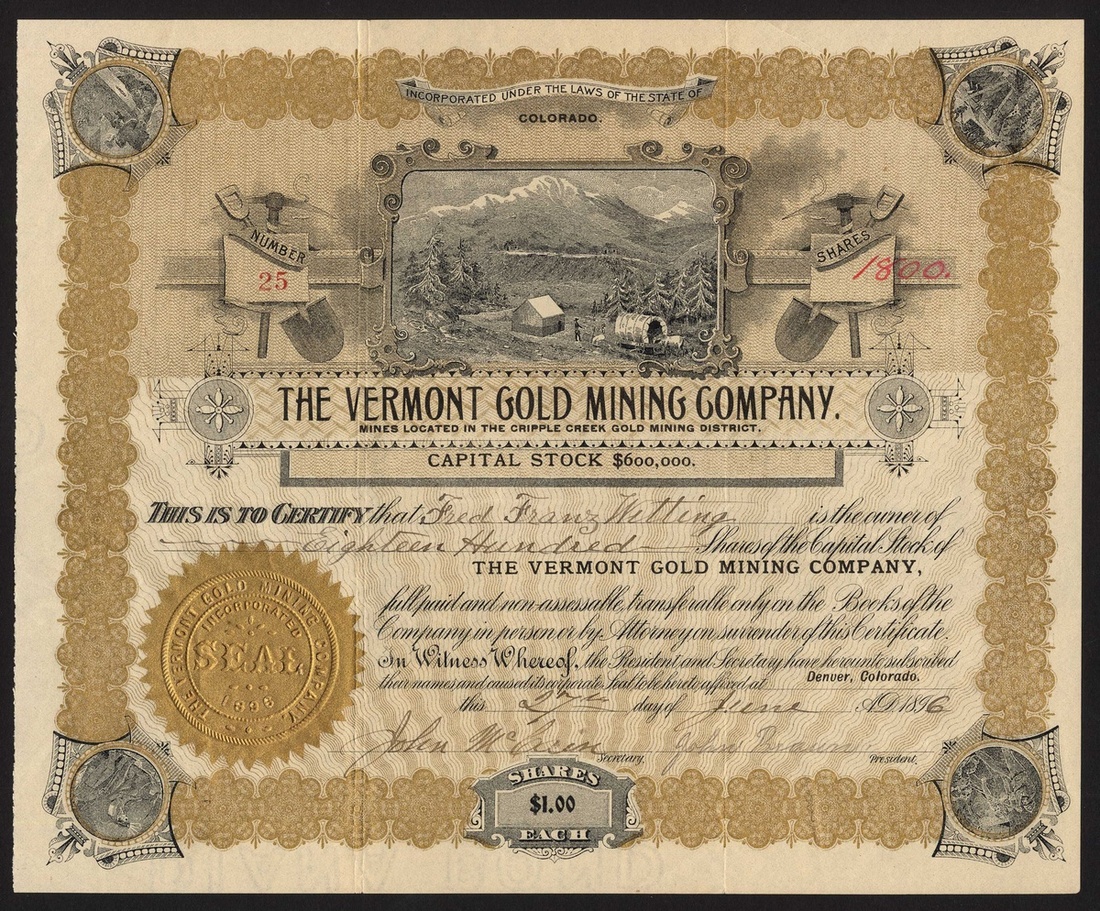 INCORPORATED UNDER THE LAWS OF THE STATE OF
COLORADO.
NUMBER
25
SHARES
1800.
THE VERMONT GOLD MINING COMPANY.
MINES LOCATED IN THE CRIPPLE CREEK GOLD MINING DISTRICT.
CAPITAL STOCK $600,000.
THIS IS TO CERTIFY that Fred Franz Witting is the owner of
Eighteen Hundred Shares of the Capital Stock of
THE VERMONT GOLD MINING COMPANY,
full paid and non-assessable, transferable only on the Books of the
Company in person or by Attorney on surrender of this Certificate.
In Witness Whereof, the President and Secretary have hereunto subscribed
their names and caused its corporate Seal to be hereto affixed at Denver, Colorado.
this 27th day of June A.D. 1896
THE VERMONT GOLD MINING COMPANY.
INCORPORATED
SEAL
1896
John
Secretary.
John
President.
SHARES
$1.00
EACH